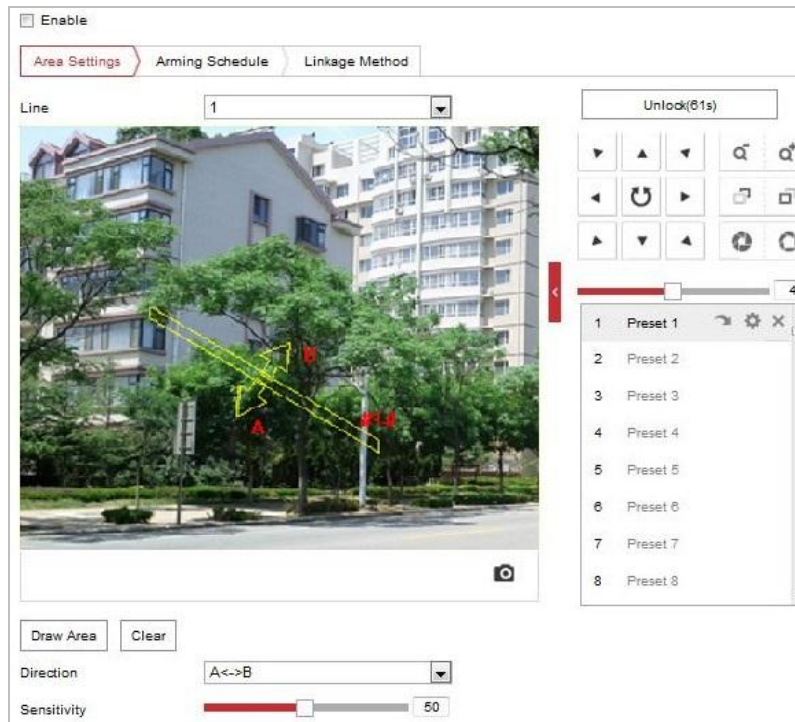 Enable
Area Settings Arming Schedule Linkage Method
Line 1
Unlock(61s)
B
A
#1#
4
1 Preset 1
2 Preset 2
3 Preset 3
4 Preset 4
5 Preset 5
6 Preset 6
7 Preset 7
8 Preset 8
Draw Area Clear
Direction A<->B
Sensitivity 50